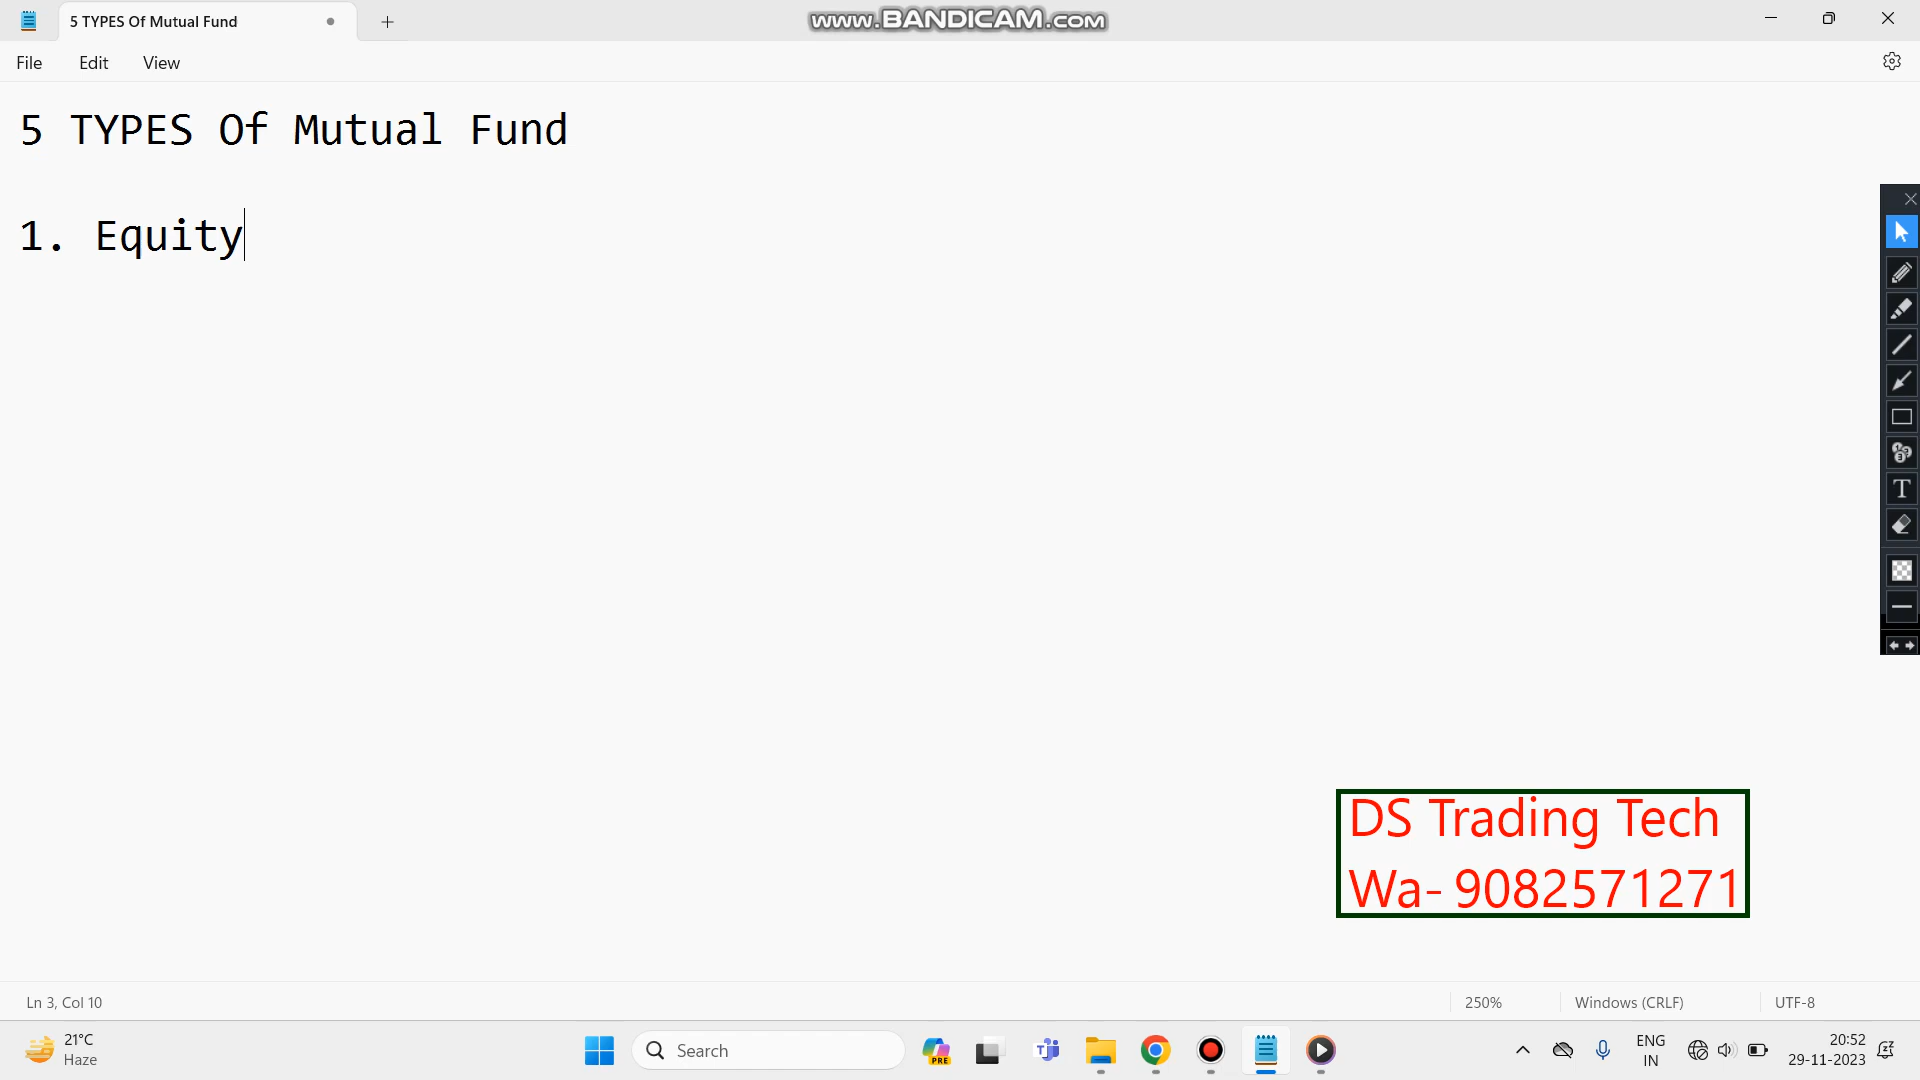 5 TYPES Of Mutual Fund
www.BANDICAM.com
File Edit View
5 TYPES Of Mutual Fund
1. Equity
DS Trading Tech
Wa- 9082571271
Ln 3, Col 10
250%
Windows (CRLF)
UTF-8
21°C
Haze
Search
PRE
ENG
IN
20:52
29-11-2023